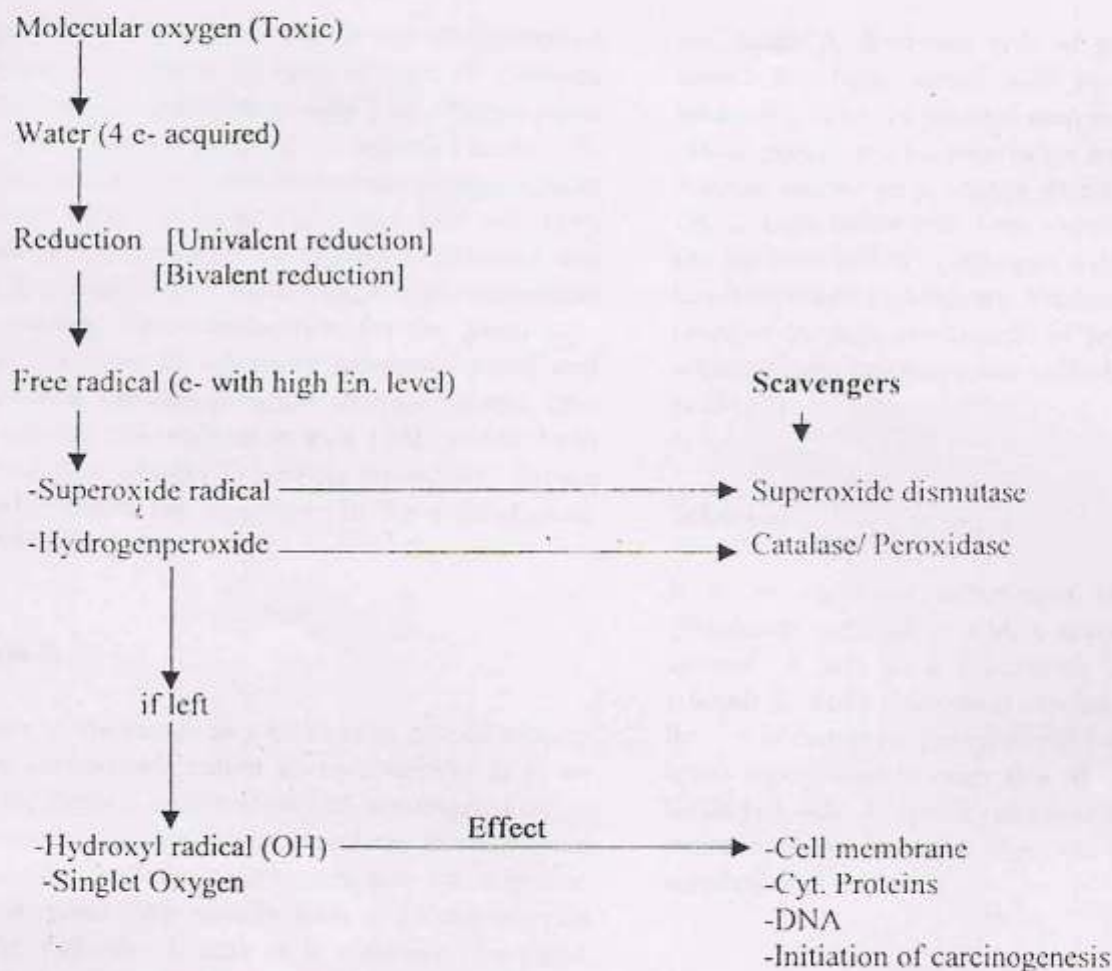 Molecular oxygen (Toxic)
Water (4 e- acquired)
Reduction [Univalent reduction]
[Bivalent reduction]
Free radical (e- with high En. level)
Scavengers
-Superoxide radical
Superoxide dismutase
-Hydrogenperoxide
Catalase/ Peroxidase
if left
Effect
-Hydroxyl radical (OH)
-Singlet Oxygen
-Cell membrane
-Cyt. Proteins
-DNA
-Initiation of carcinogenesis